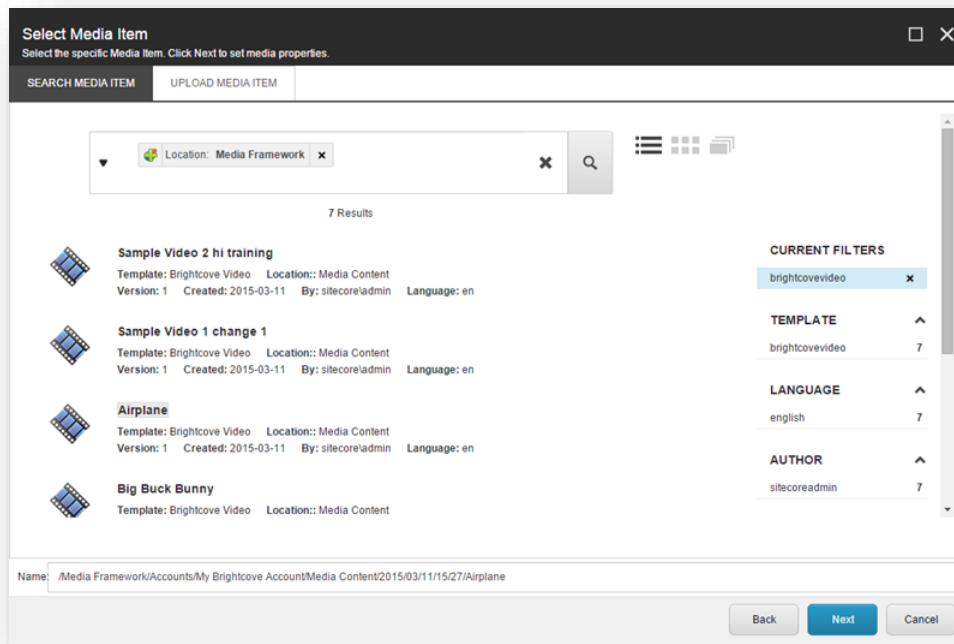 Select Media Item
Select the specific Media Item. Click Next to set media properties.
SEARCH MEDIA ITEM
UPLOAD MEDIA ITEM
Location: Media Framework
7 Results
Sample Video 2 hi training
Template: Brightcove Video Location:: Media Content
Version: 1 Created: 2015-03-11 By: sitecore\admin Language: en
Sample Video 1 change 1
Template: Brightcove Video Location:: Media Content
Version: 1 Created: 2015-03-11 By: sitecore\admin Language: en
Airplane
Template: Brightcove Video Location:: Media Content
Version: 1 Created: 2015-03-11 By: sitecore\admin Language: en
Big Buck Bunny
Template: Brightcove Video Location:: Media Content
CURRENT FILTERS
brightcovevideo
TEMPLATE
brightcovevideo 7
LANGUAGE
english 7
AUTHOR
sitecoreadmin 7
Name: /Media Framework/Accounts/My Brightcove Account/Media Content/2015/03/11/15/27/Airplane
Back Next Cancel